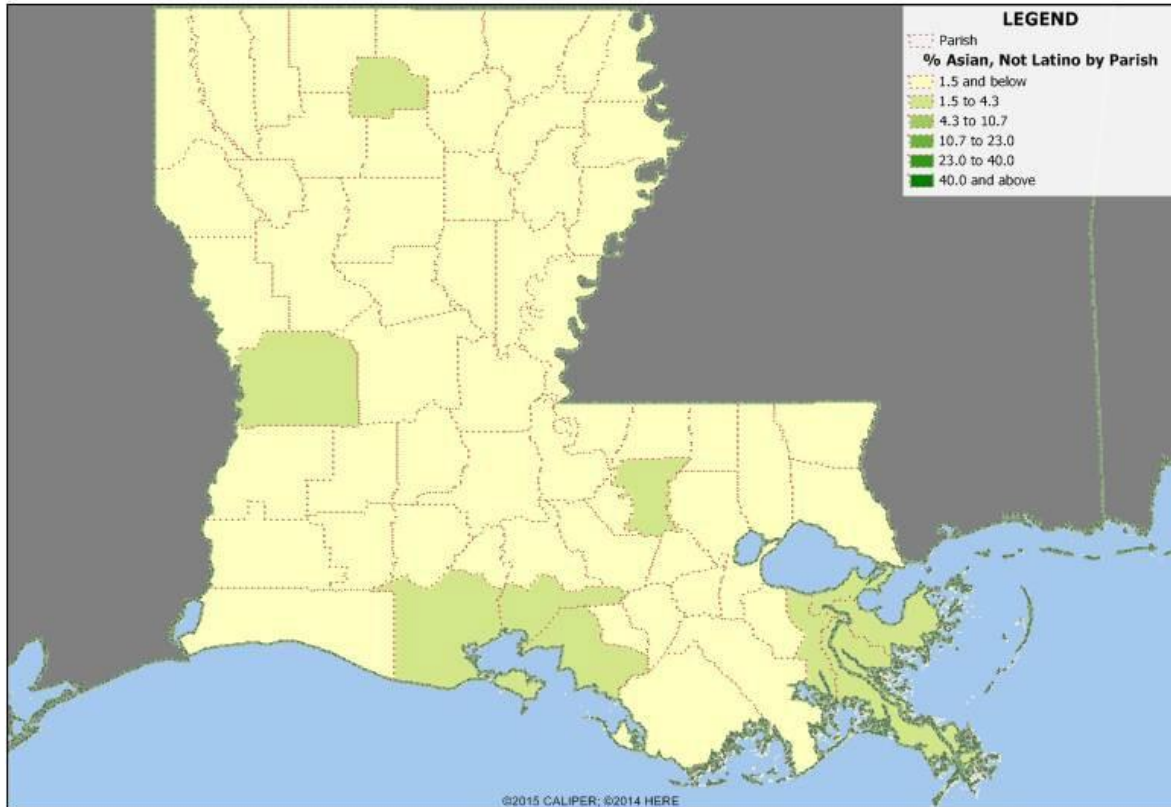 LEGEND
Parish
% Asian, Not Latino by Parish
1.5 and below
1.5 to 4.3
4.3 to 10.7
10.7 to 23.0
23.0 to 40.0
40.0 and above
©2015 CALIPER; ©2014 HERE